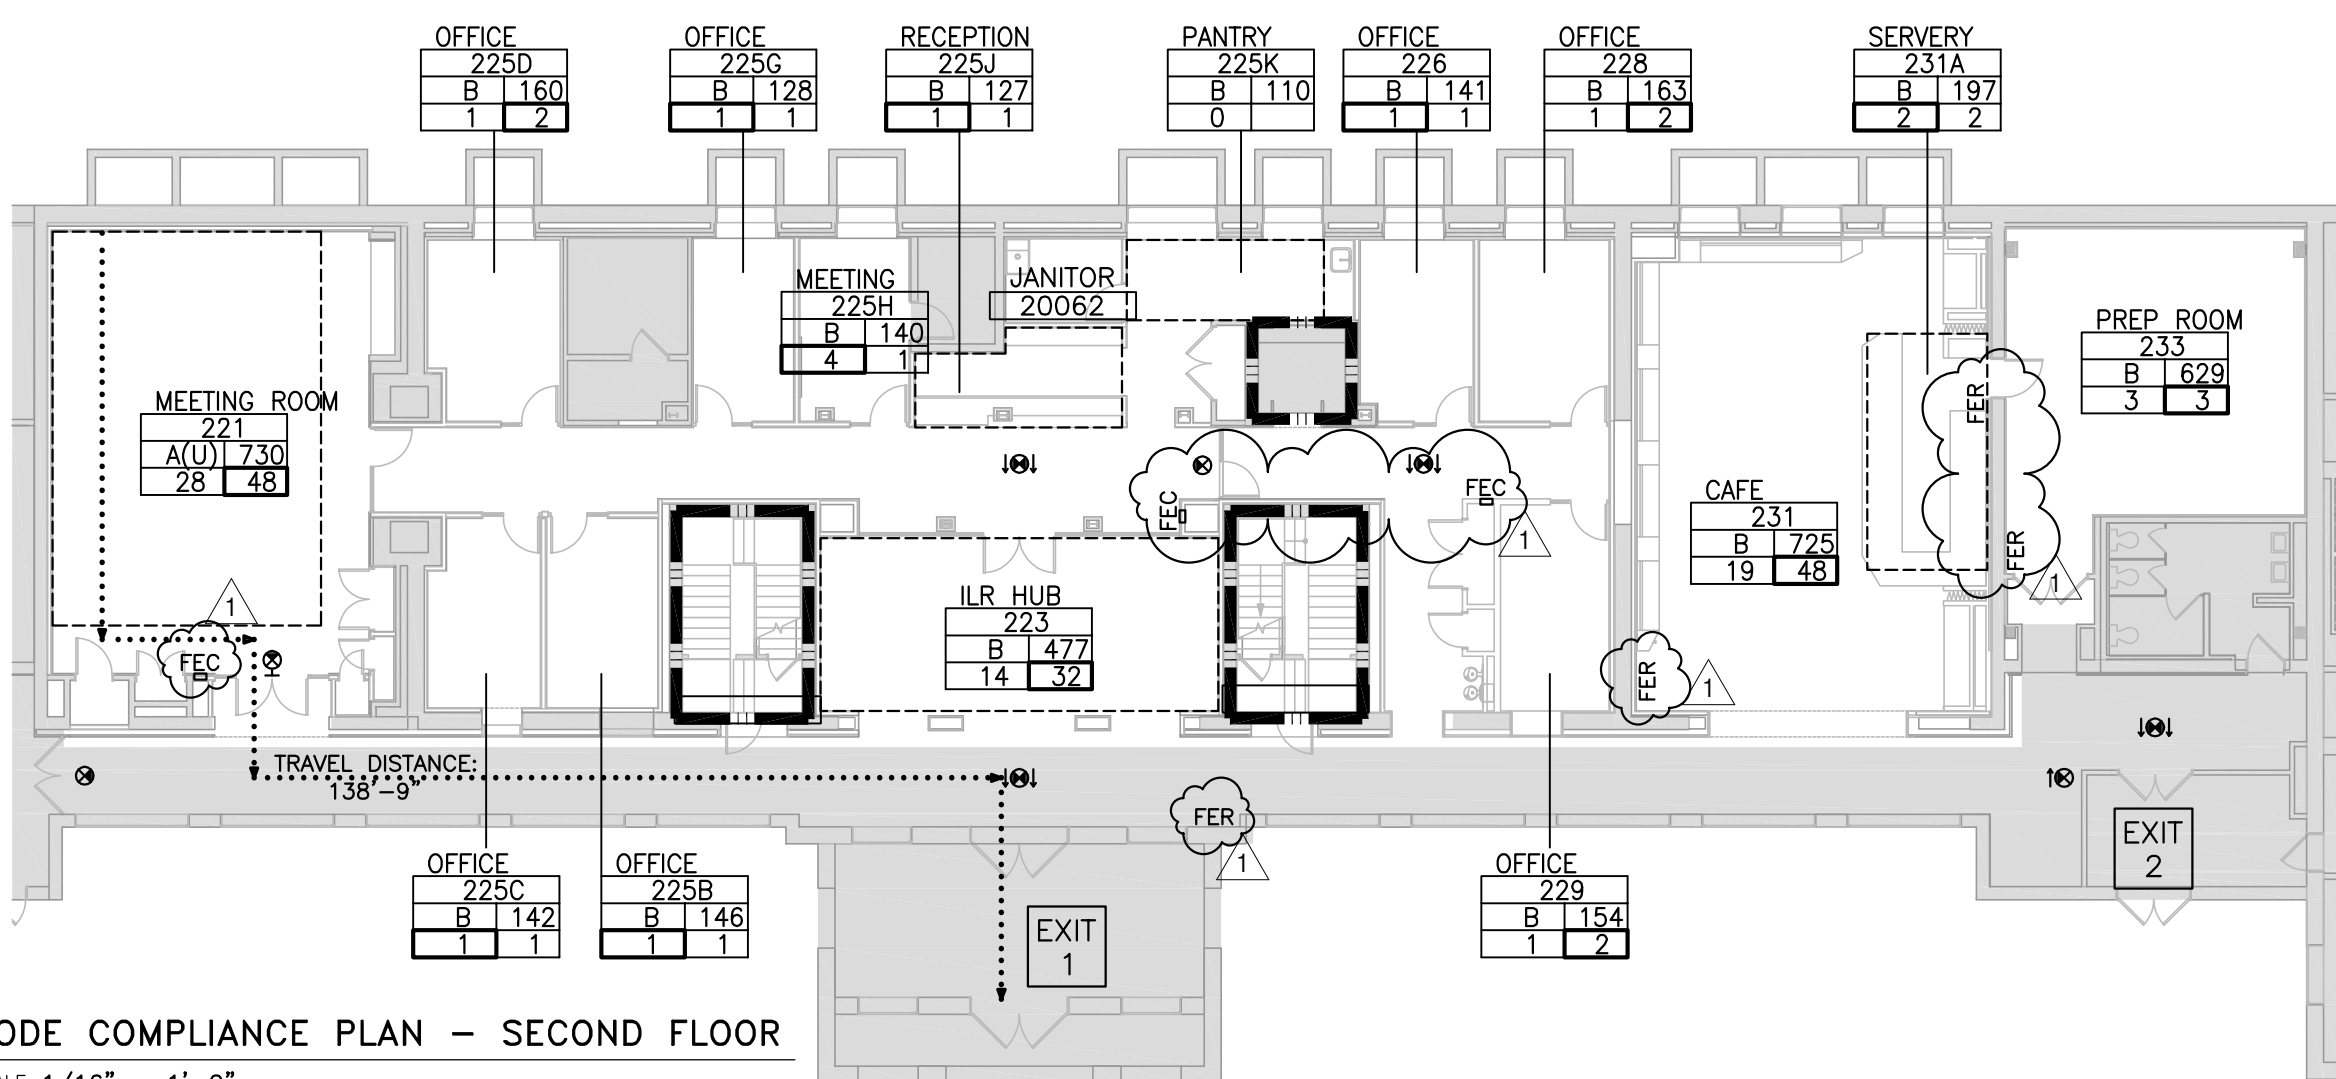 OFFICE
225D
B 160
1 2
OFFICE
225G
B 128
1 1
RECEPTION
225J
B 127
1 1
PANTRY
225K
B 110
0
OFFICE
226
B 141
1 1
OFFICE
228
B 163
1 2
SERVERY
231A
B 197
2 2
MEETING
225H
B 140
4 1
JANITOR
20062
PREP ROOM
233
B 629
3 3
MEETING ROOM
221
A(U) 730
28 48
FER
FEC
FEC
1
CAFE
231
B 725
19 48
FER
1
ILR HUB
223
B 477
14 32
1
FEC
FER
1
TRAVEL DISTANCE:
138'-9"
FER
1
EXIT
2
OFFICE
225C
B 142
1 1
OFFICE
225B
B 146
1 1
OFFICE
229
B 154
1 2
EXIT
1
ODE COMPLIANCE PLAN – SECOND FLOOR